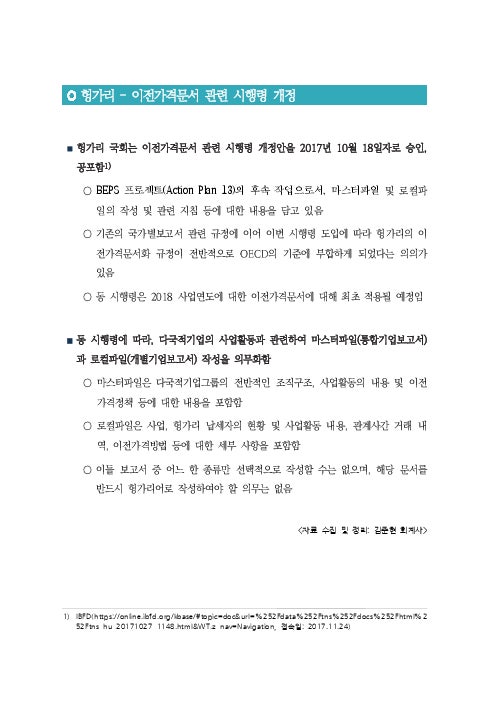 ◎ 헝가리 - 이전가격문서 관련 시행령 개정
■ 헝가리 국회는 이전가격문서 관련 시행령 개정안을 2017년 10월 18일자로 승인,
공포함1)
○ BEPS 프로젝트(Action Plan 13)의 후속 작업으로서, 마스터파일 및 로컬파
일의 작성 및 관련 지침 등에 대한 내용을 담고 있음
○ 기존의 국가별보고서 관련 규정에 이어 이번 시행령 도입에 따라 헝가리의 이
전가격문서화 규정이 전반적으로 OECD의 기준에 부합하게 되었다는 의의가
있음
○ 동 시행령은 2018 사업연도에 대한 이전가격문서에 대해 최초 적용될 예정임
■ 동 시행령에 따라, 다국적기업의 사업활동과 관련하여 마스터파일(통합기업보고서)
과 로컬파일(개별기업보고서) 작성을 의무화함
○ 마스터파일은 다국적기업그룹의 전반적인 조직구조, 사업활동의 내용 및 이전
가격정책 등에 대한 내용을 포함함
○ 로컬파일은 사업, 헝가리 납세자의 현황 및 사업활동 내용, 관계사간 거래 내
역, 이전가격방법 등에 대한 세부 사항을 포함함
○ 이들 보고서 중 어느 한 종류만 선택적으로 작성할 수는 없으며, 해당 문서를
반드시 헝가리어로 작성하여야 할 의무는 없음
<자료 수집 및 정리: 김준현 회계사>
1) IBFD(https://online.ibfd.org/kbase/#topic=doc&url=%252Fdata%252Ftns%252Fdocs%252Fhtml%2
52Ftns_hu_20171027_1148.html&WT.z_nav=Navigation, 접속일: 2017.11.24)